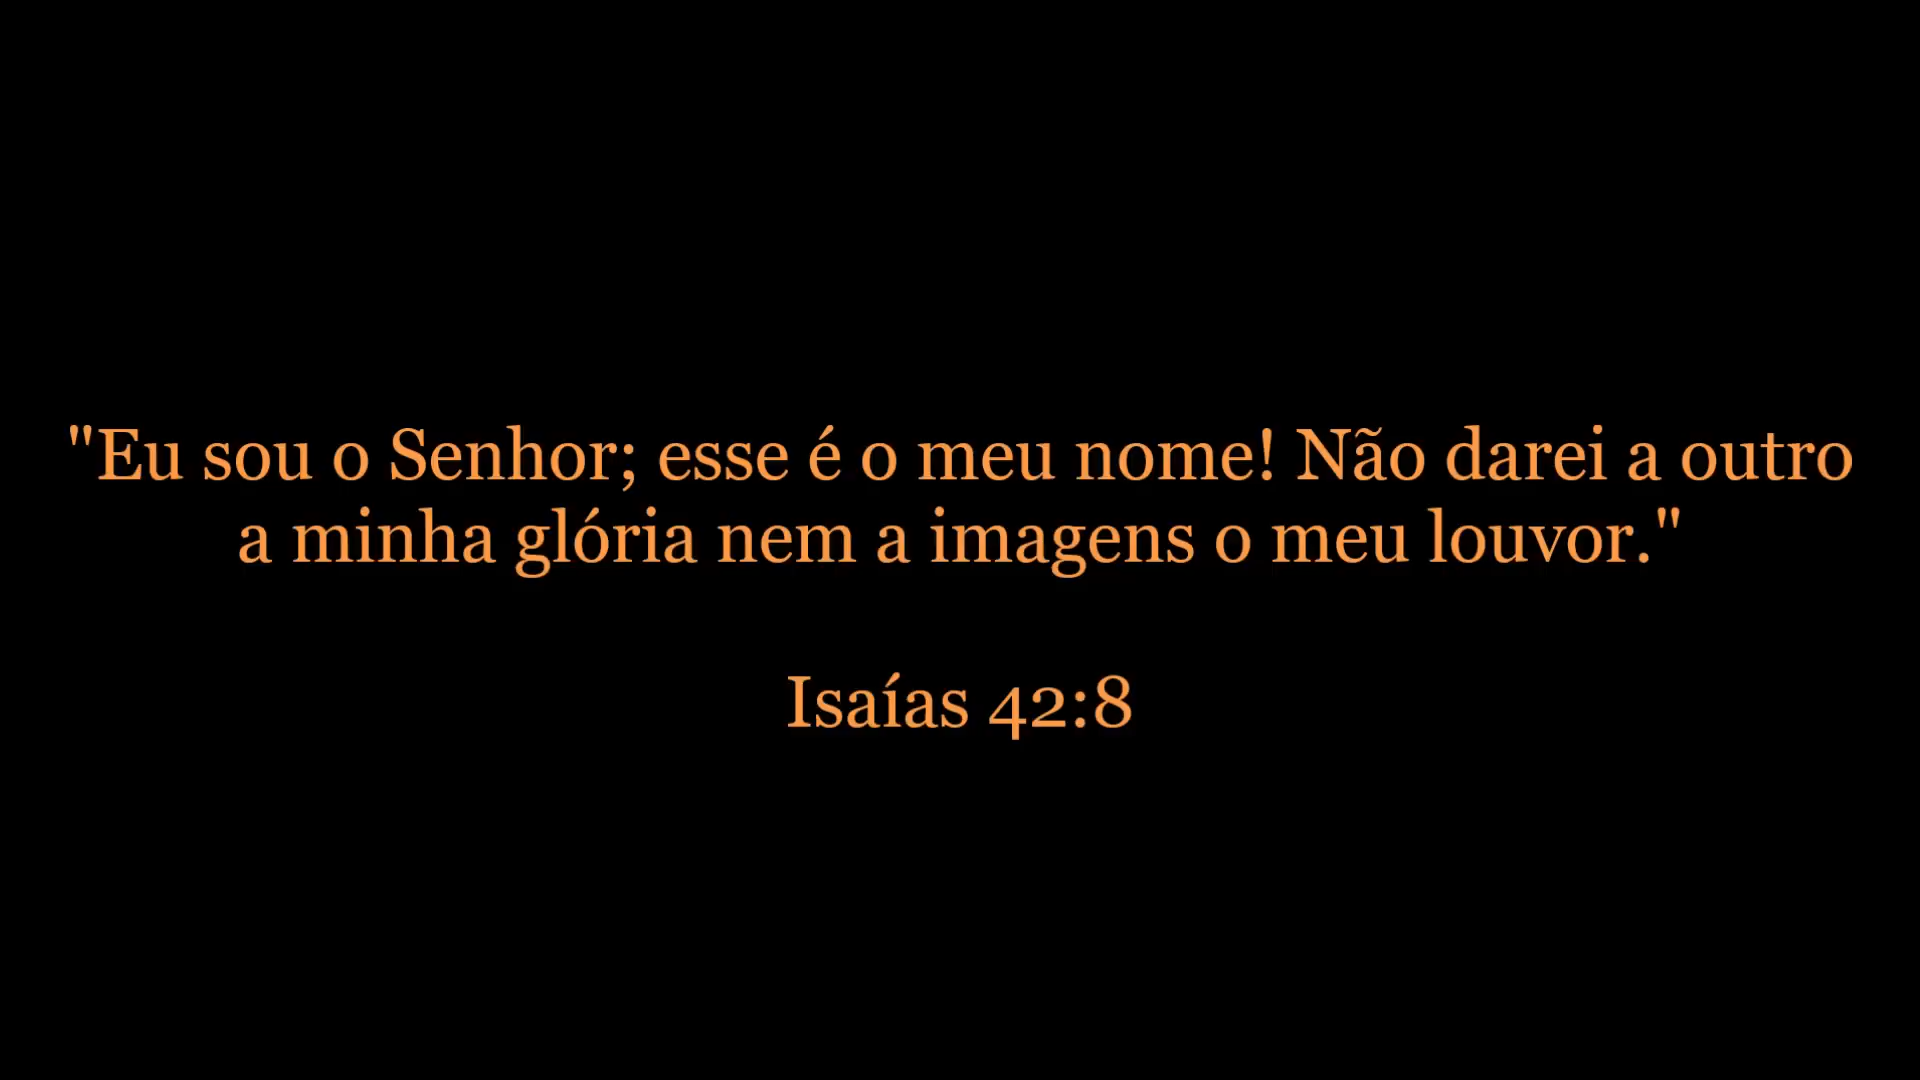 "Eu sou o Senhor; esse é o meu nome! Não darei a outro
a minha glória nem a imagens o meu louvor."
Isaías 42:8